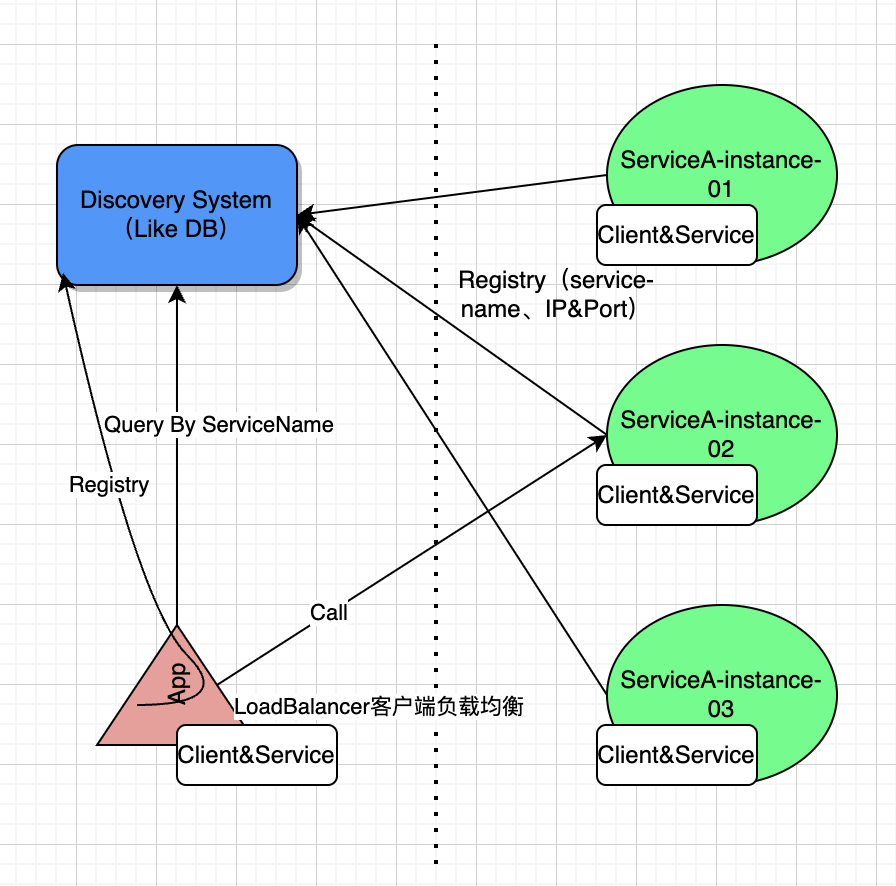 Discovery System
（Like DB）
ServiceA-instance-
01
Client&Service
Registry（service-
name、IP&Port）
ServiceA-instance-
02
Client&Service
Query By ServiceName
Registry
Call
App
LoadBalancer客户端负载均衡
Client&Service
ServiceA-instance-
03
Client&Service